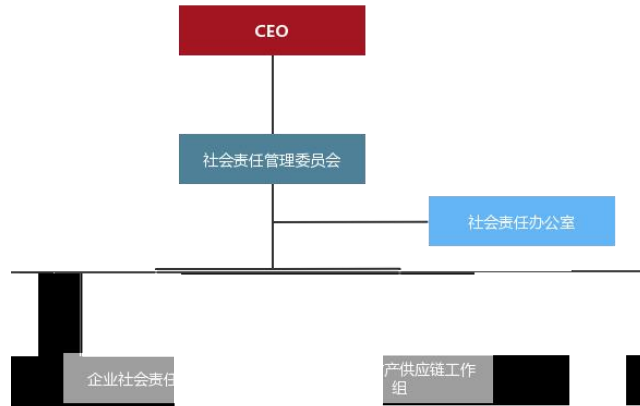 CEO
社会责任管理委员会
社会责任办公室
企业社会责任
产供应链工作
组